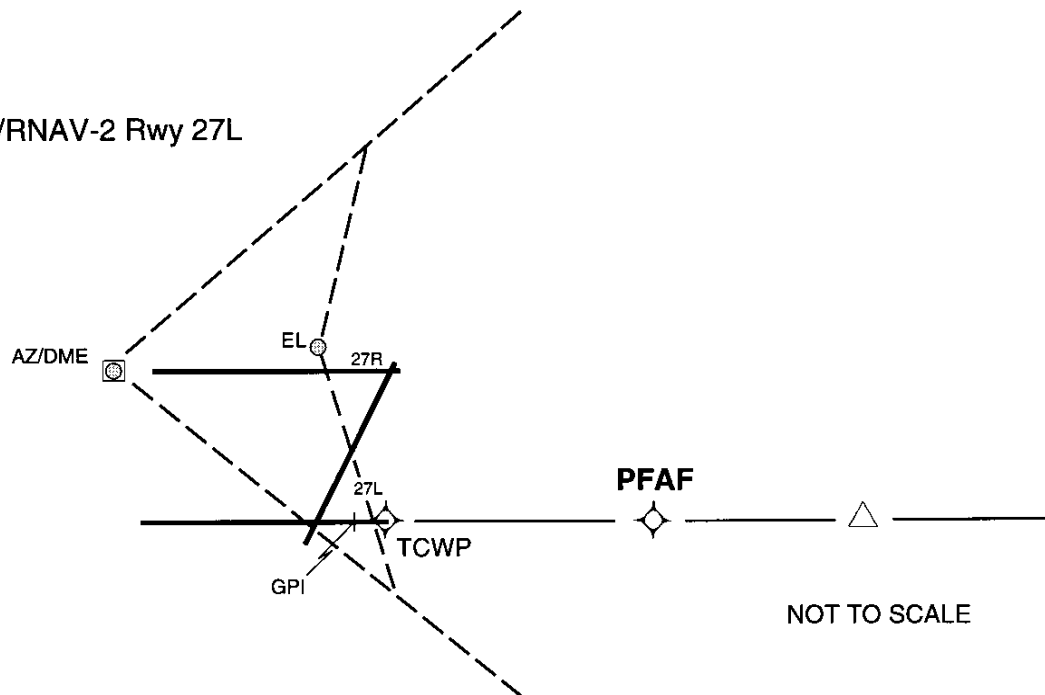 /RNAV-2 Rwy 27L
AZ/DME
EL
27R
27L
PFAF
TCWP
GPI
NOT TO SCALE